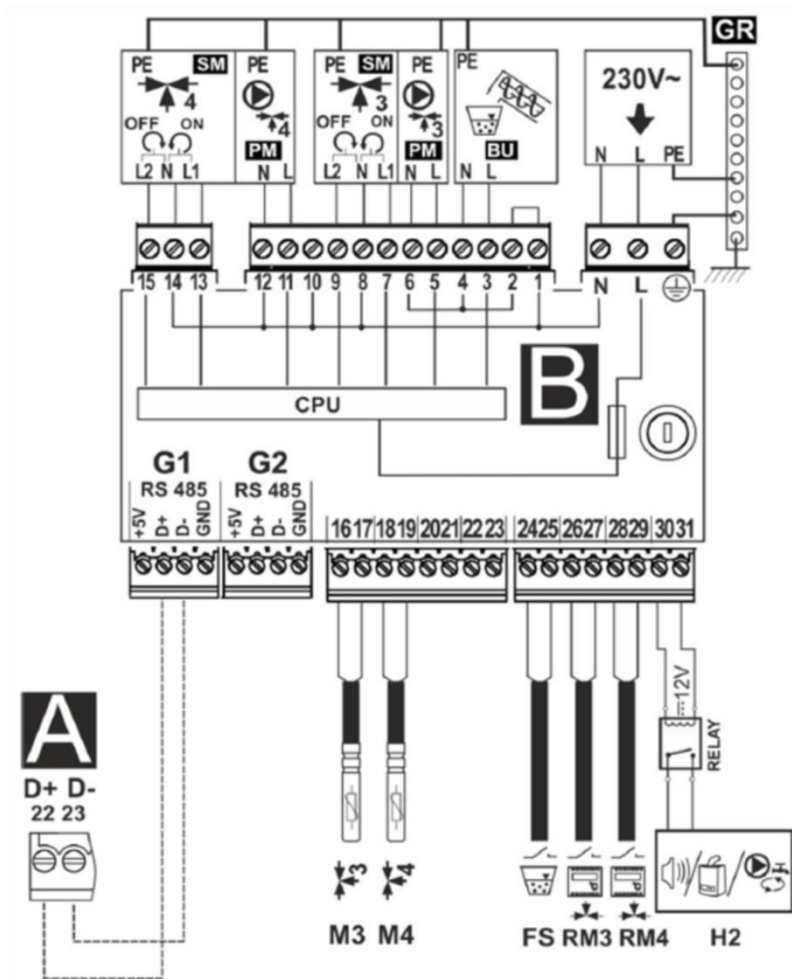 GR
PE SM PE PE SM PE PE 230V~
4 4 3 3
OFF ON OFF ON
PM PM BU
L2 N L1 N L L2 N L1 N L N L N L PE
15 14 13 12 11 10 9 8 7 6 5 4 3 2 1 N L
B
CPU
G1 G2
RS 485 RS 485
+5V D+ D- GND +5V D+ D- GND
16 17 18 19 20 21 22 23 24 25 26 27 28 29 30 31
12V
A
RELAY
D+ D-
22 23
3 4
M3 M4 FS RM3 RM4 H2